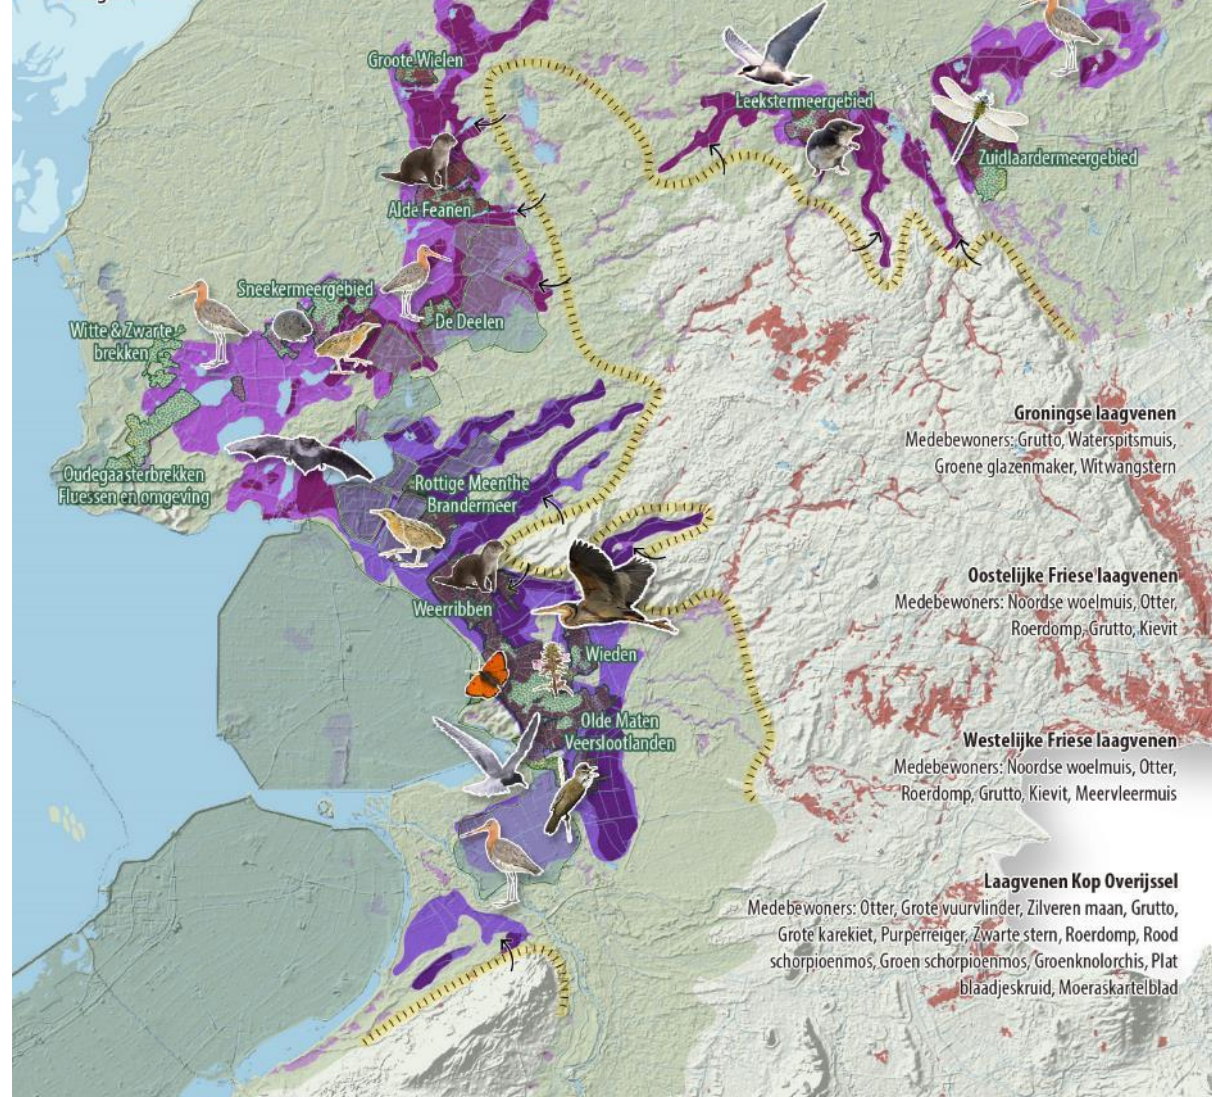 Groote Wielen
Leekstermeergebied
Zuidlaardermeergebied
Alde Feanen
Sneekermeergebied
De Deelen
Witte & Zwarte
brekken
Oudegaasterbrekken
Fluessen en omgeving
Rottige Meenthe
Brandermeer
Weerribben
Wieden
Olde Maten
Veerslootlanden
Groningse laagvenen
Medebewoners: Grutto, Waterspitsmuis,
Groene glazenmaker, Witwangstern
Oostelijke Friese laagvenen
Medebewoners: Noordse woelmuis, Otter,
Roerdomp, Grutto, Kievit
Westelijke Friese laagvenen
Medebewoners: Noordse woelmuis, Otter,
Roerdomp, Grutto, Kievit, Meervleermuis
Laagvenen Kop Overijssel
Medebewoners: Otter, Grote vuurvlinder, Zilveren maan, Grutto,
Grote karekiet, Purperreiger, Zwarte stern, Roerdomp, Rood
schorpioenmos, Groen schorpioenmos, Groenknolorchis, Plat
blaadjeskruid, Moeraskartelblad